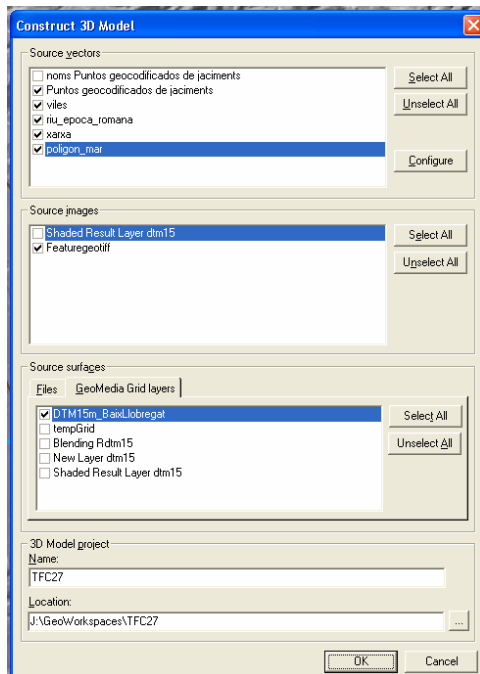 Construct 3D Model
Source vectors
noms Puntos geocodificados de jaciments
Puntos geocodificados de jaciments
viles
riu_epoca_romana
xarxa
poligon_mar
Select All
Unselect All
Configure
Source images
Shaded Result Layer dtm15
Featuregeotiff
Select All
Unselect All
Source surfaces
Files GeoMedia Grid layers
DTM15m_BaixLlobregat
tempGrid
Blending Rdtm15
New Layer dtm15
Shaded Result Layer dtm15
Select All
Unselect All
3D Model project
Name:
TFC27
Location:
J:\GeoWorkspaces\TFC27
...
OK Cancel